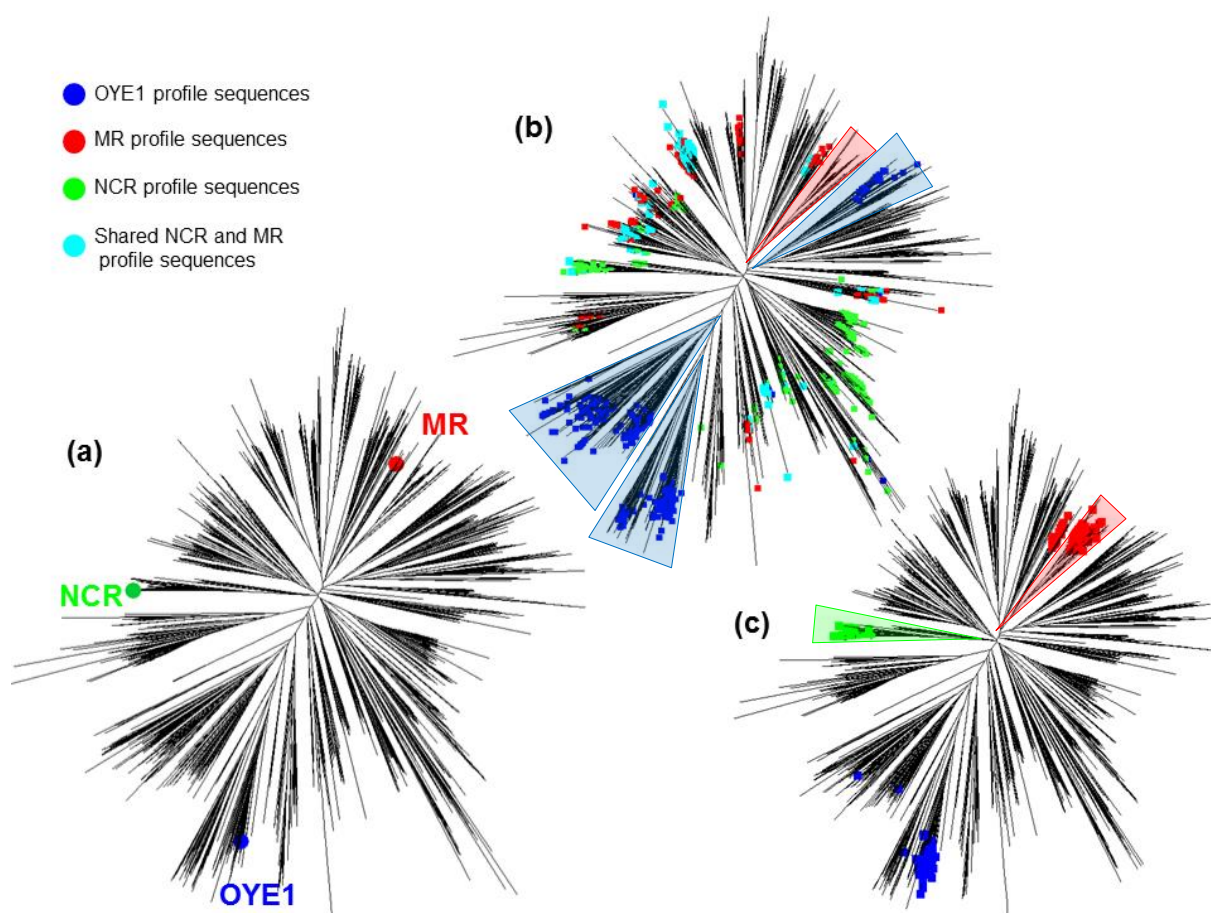 OYE1 profile sequences
MR profile sequences
NCR profile sequences
Shared NCR and MR
profile sequences
(b)
(a)
MR
NCR
OYE1
(c)